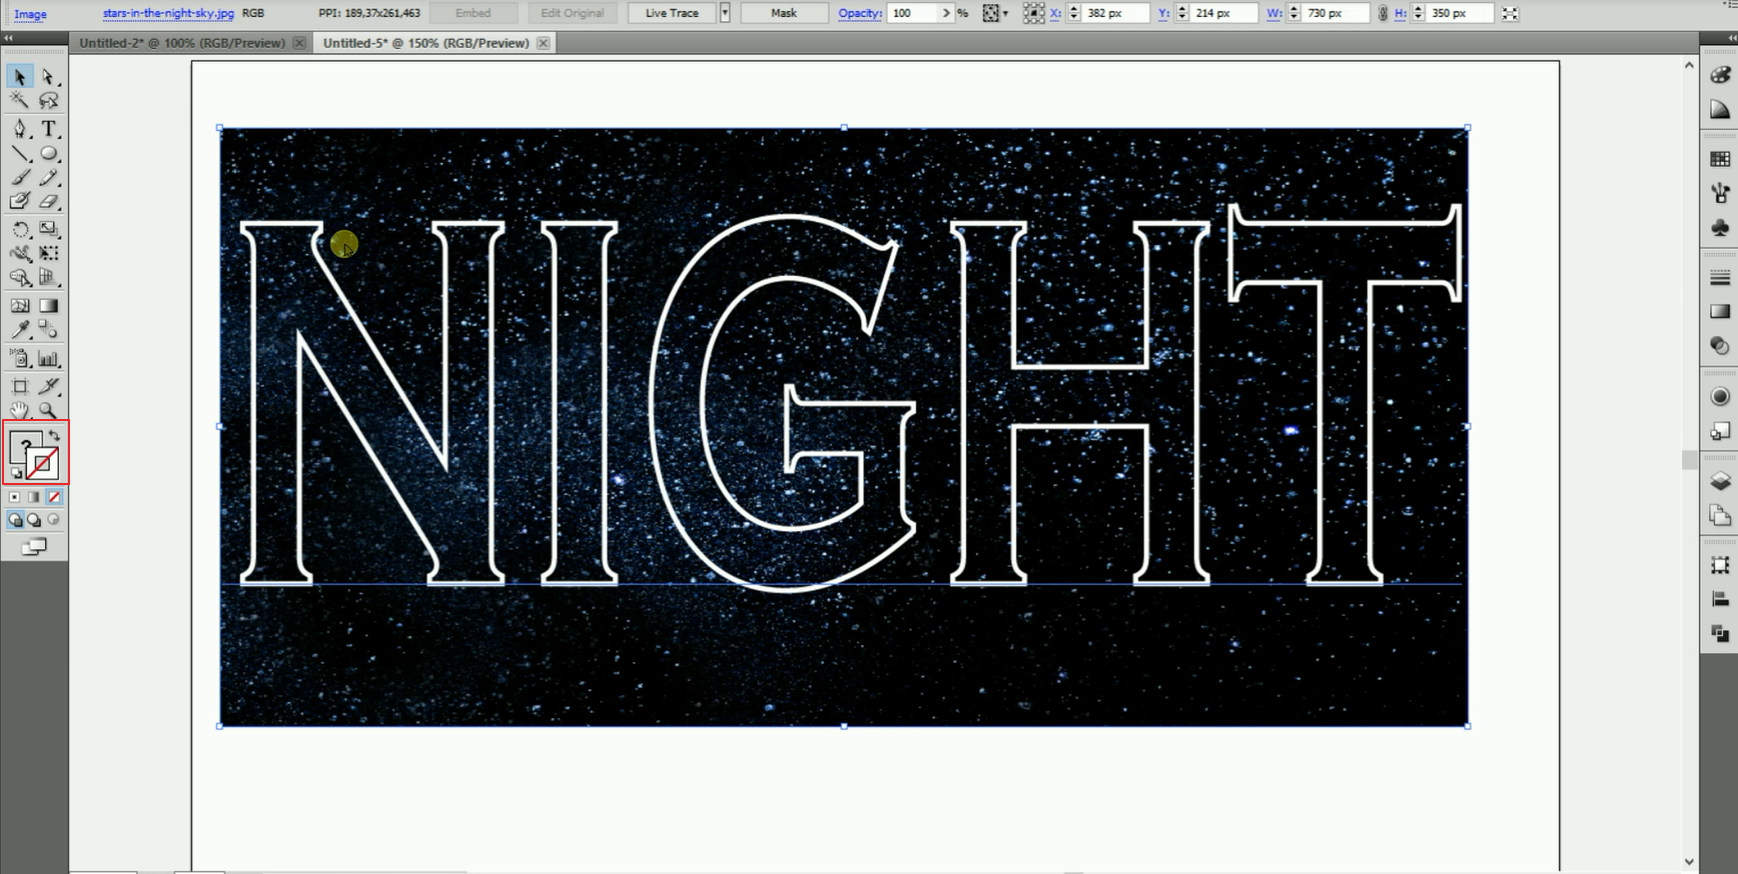 Image stars-in-the-night-sky.jpg RGB PPI: 189,37x261,463 Embed Edit Original Live Trace Mask Opacity: 100 % X: 382 px Y: 214 px W: 730 px H: 350 px
Untitled-2* @ 100% (RGB/Preview) Untitled-5* @ 150% (RGB/Preview)
T
NIGHT
?